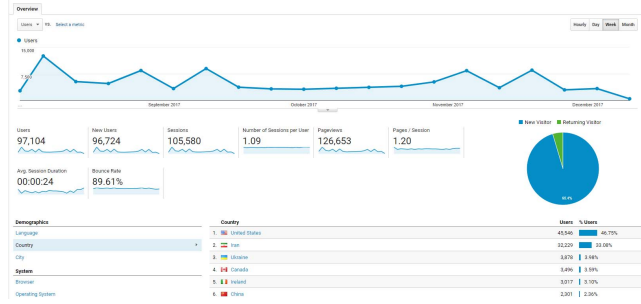 Overview
Users VS. Select a metric
Hourly Day Week Month
Users
15,000
7,500
September 2017 October 2017 November 2017 December 2017
New Visitor Returning Visitor
Users New Users Sessions Number of Sessions per User Pageviews Pages / Session
97,104 96,724 105,580 1.09 126,653 1.20
Avg. Session Duration Bounce Rate
00:00:24 89.61%
Demographics Country Users % Users
Language 1. United States 45,546 46.75%
Country 2. Iran 32,229 33.08%
City 3. Ukraine 3,878 3.98%
System 4. Canada 3,496 3.59%
Browser 5. Ireland 3,017 3.10%
Operating System 6. China 2,301 2.36%